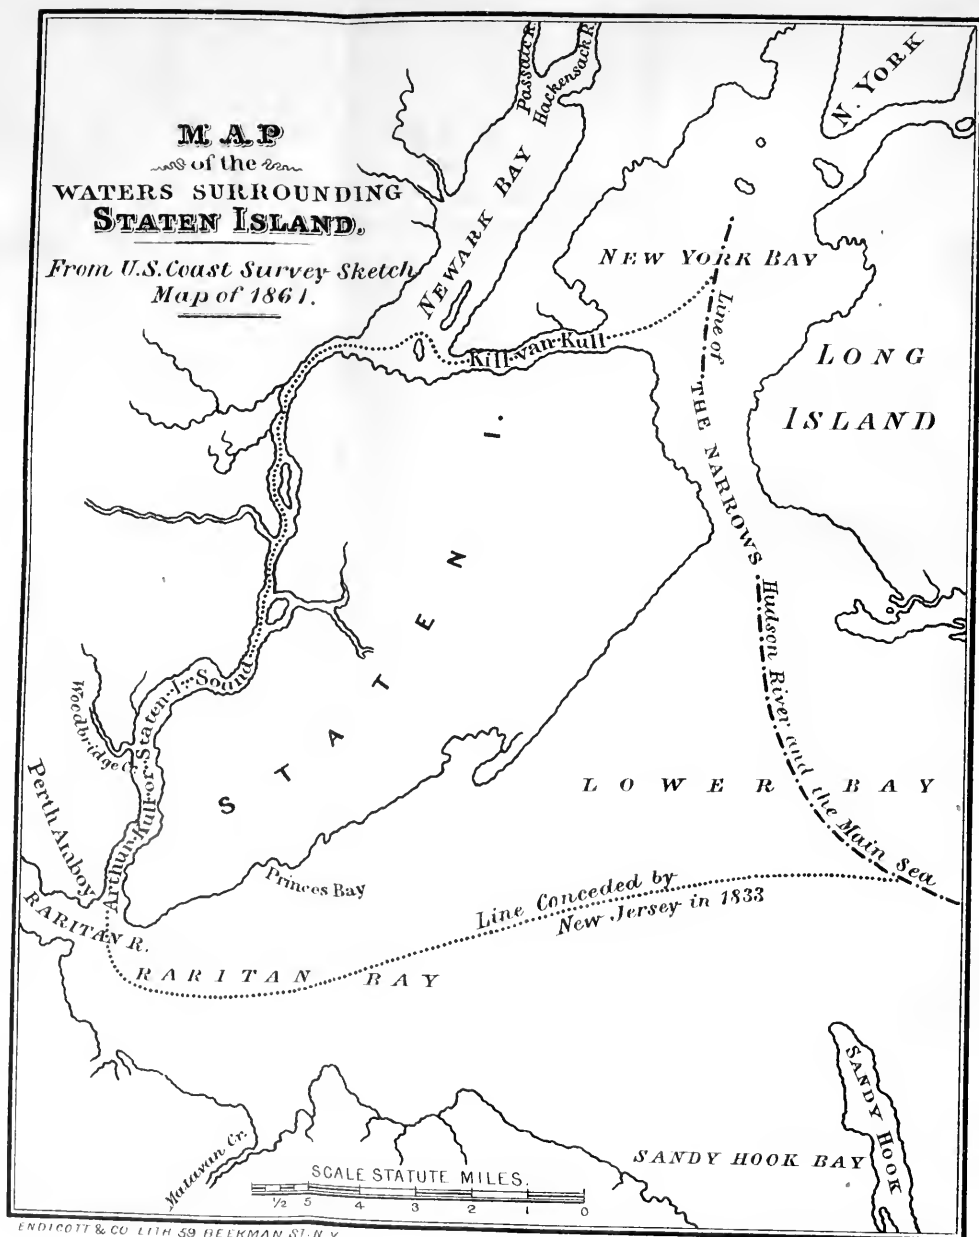 MAP
of the
WATERS SURROUNDING
STATEN ISLAND.
From U.S. Coast Survey Sketch
Map of 1861.
Passaic R.
Hackensack R.
NEWARK BAY
N. YORK
NEW YORK BAY
LONG
ISLAND
Kill van Kull
Line of
THE NARROWS
Hudson River and the Main Sea
STATEN I.
Arthur Kull or Staten I. Sound
Woodbridge Cr.
Perth Amboy
RARITAN R.
Princes Bay
LOWER BAY
Line Conceded by
New Jersey in 1833
RARITAN BAY
SANDY HOOK
SANDY HOOK BAY
Matavan Cr.
SCALE STATUTE MILES.
½ 5 4 3 2 1 0
ENDICOTT & CO LITH 59 BEEKMAN ST. N.Y.